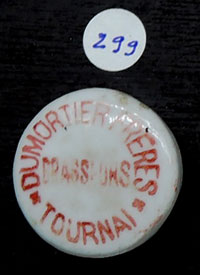 299
DUMORTIER FRERES
BRASSEURS
* TOURNAI *